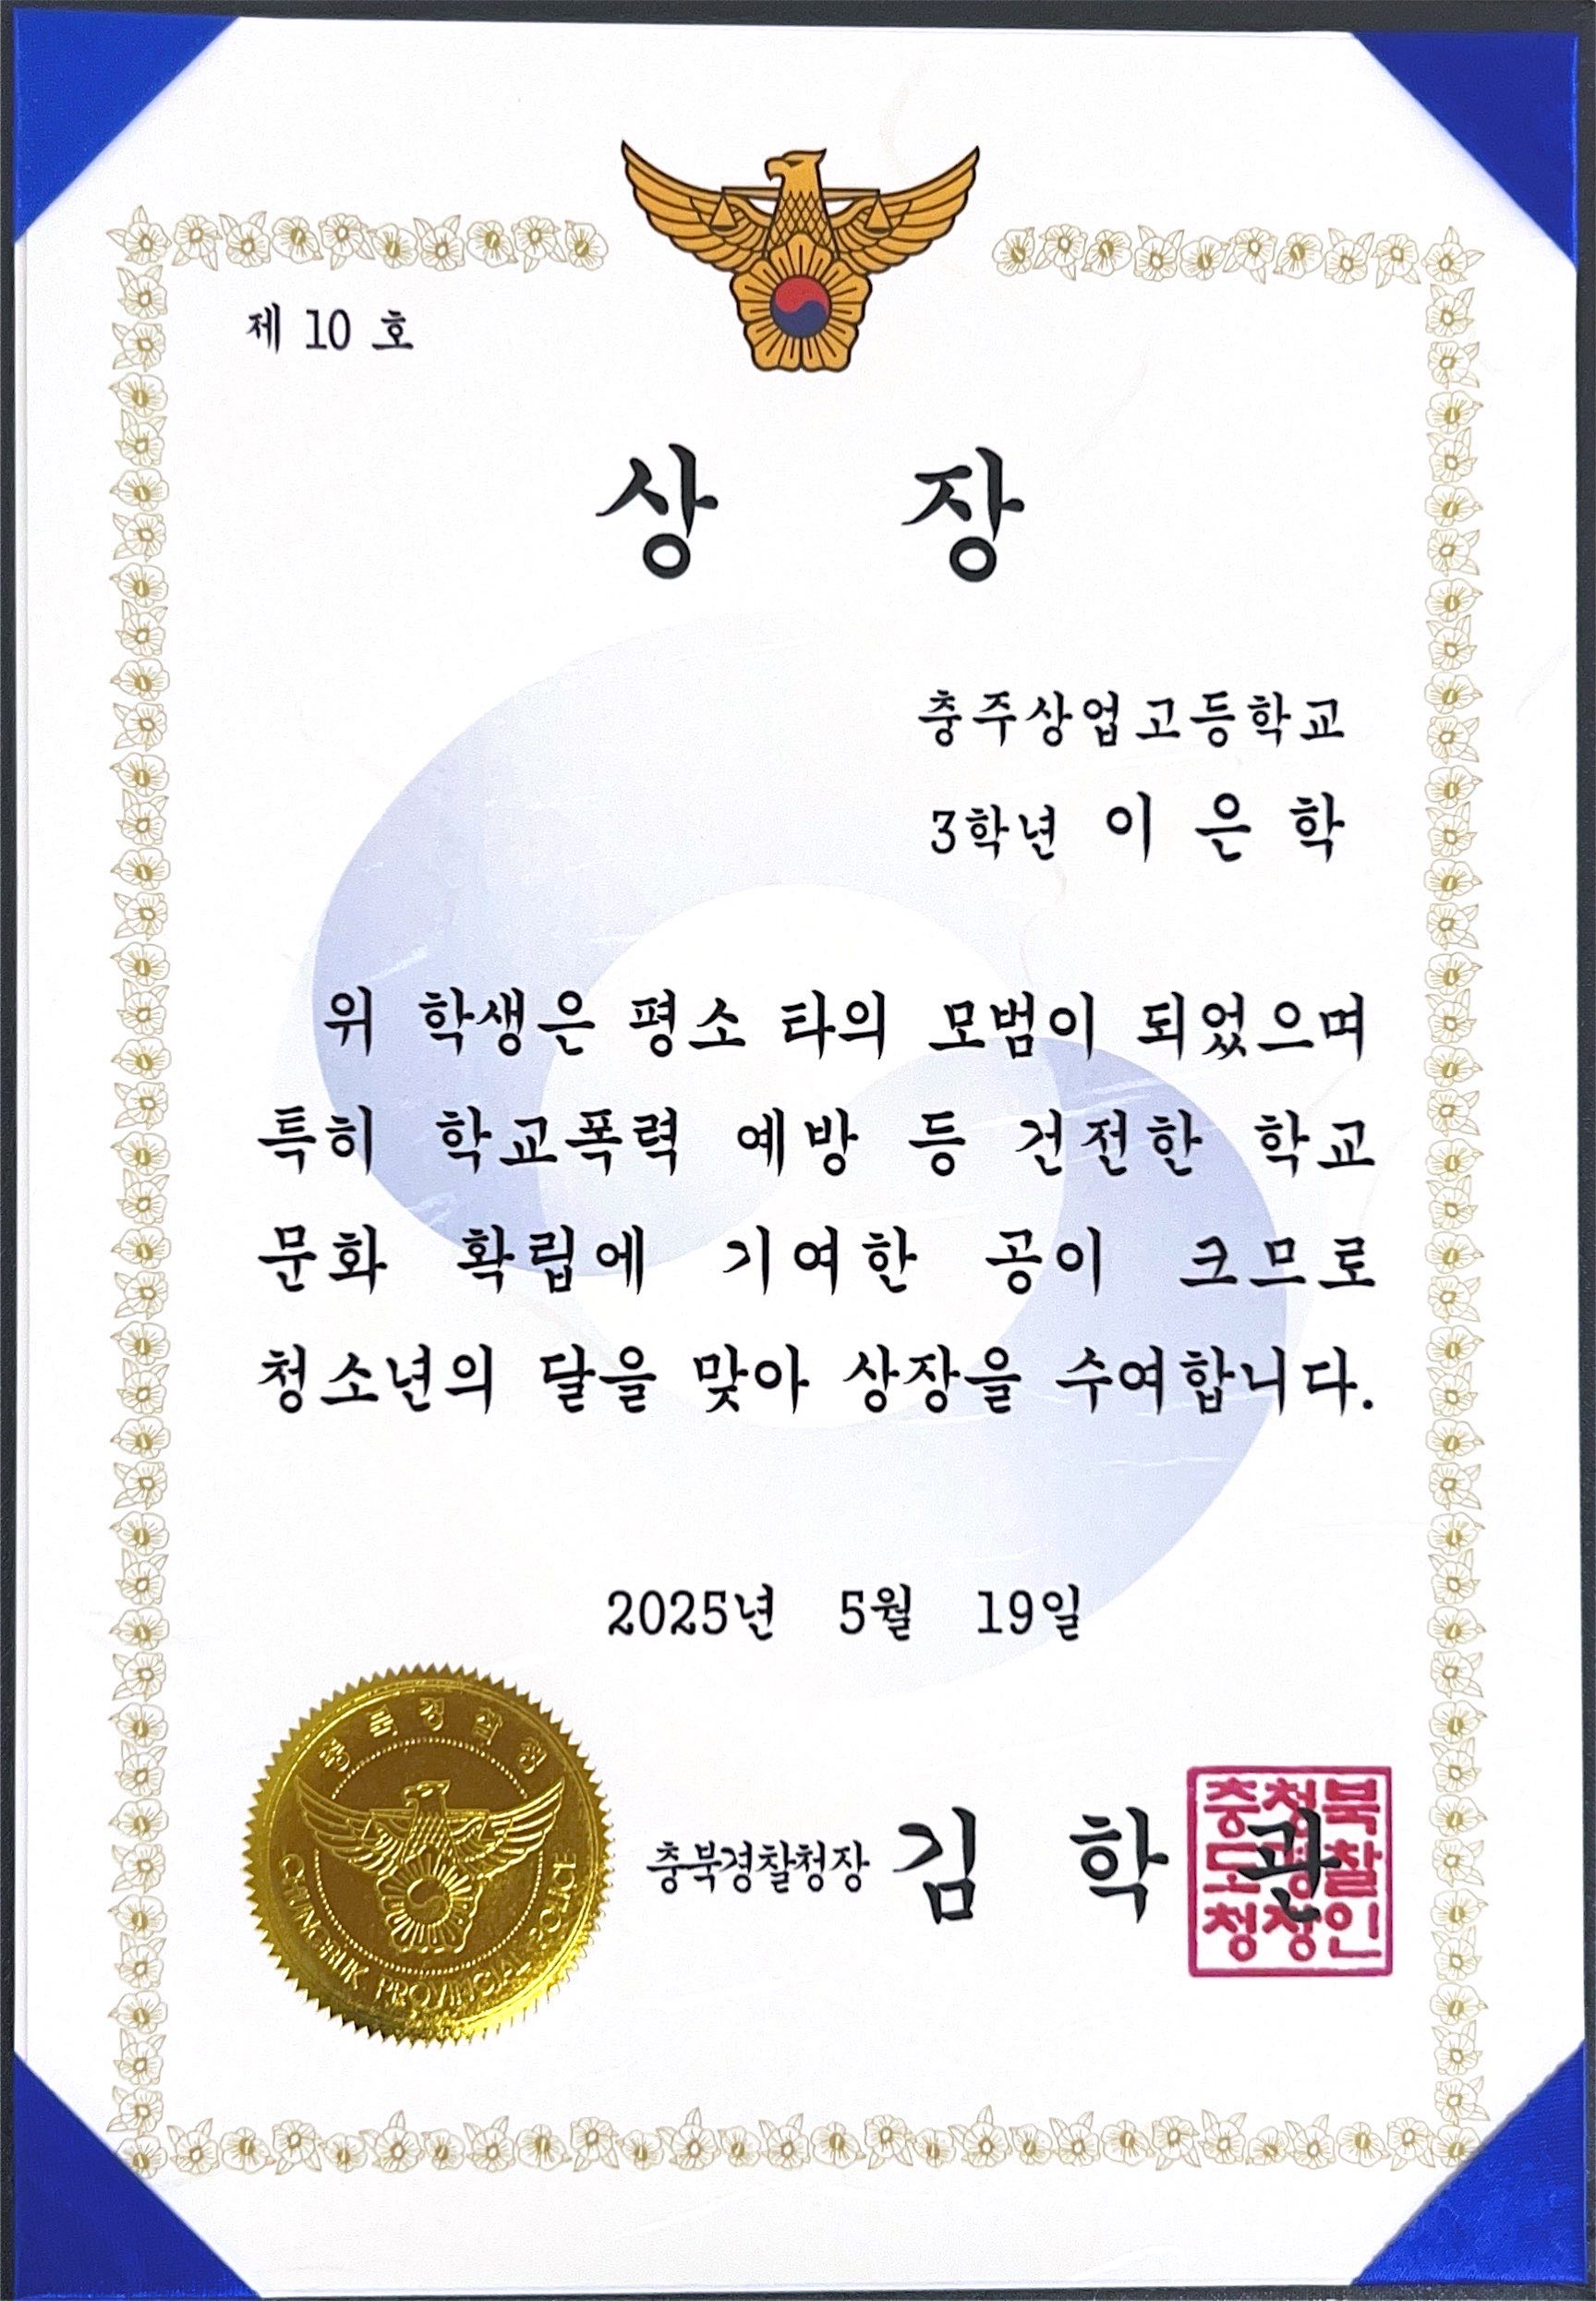 제 10 호
상 장
충주상업고등학교
3학년 이 은 학
위 학생은 평소 타의 모범이 되었으며
특히 학교폭력 예방 등 건전한 학교
문화 확립에 기여한 공이 크므로
청소년의 달을 맞아 상장을 수여합니다.
2025년 5월 19일
충북경찰청
CHUNGBUK PROVINCIAL POLICE
충북경찰청장 김 학 관
충청북
도경찰
청장인